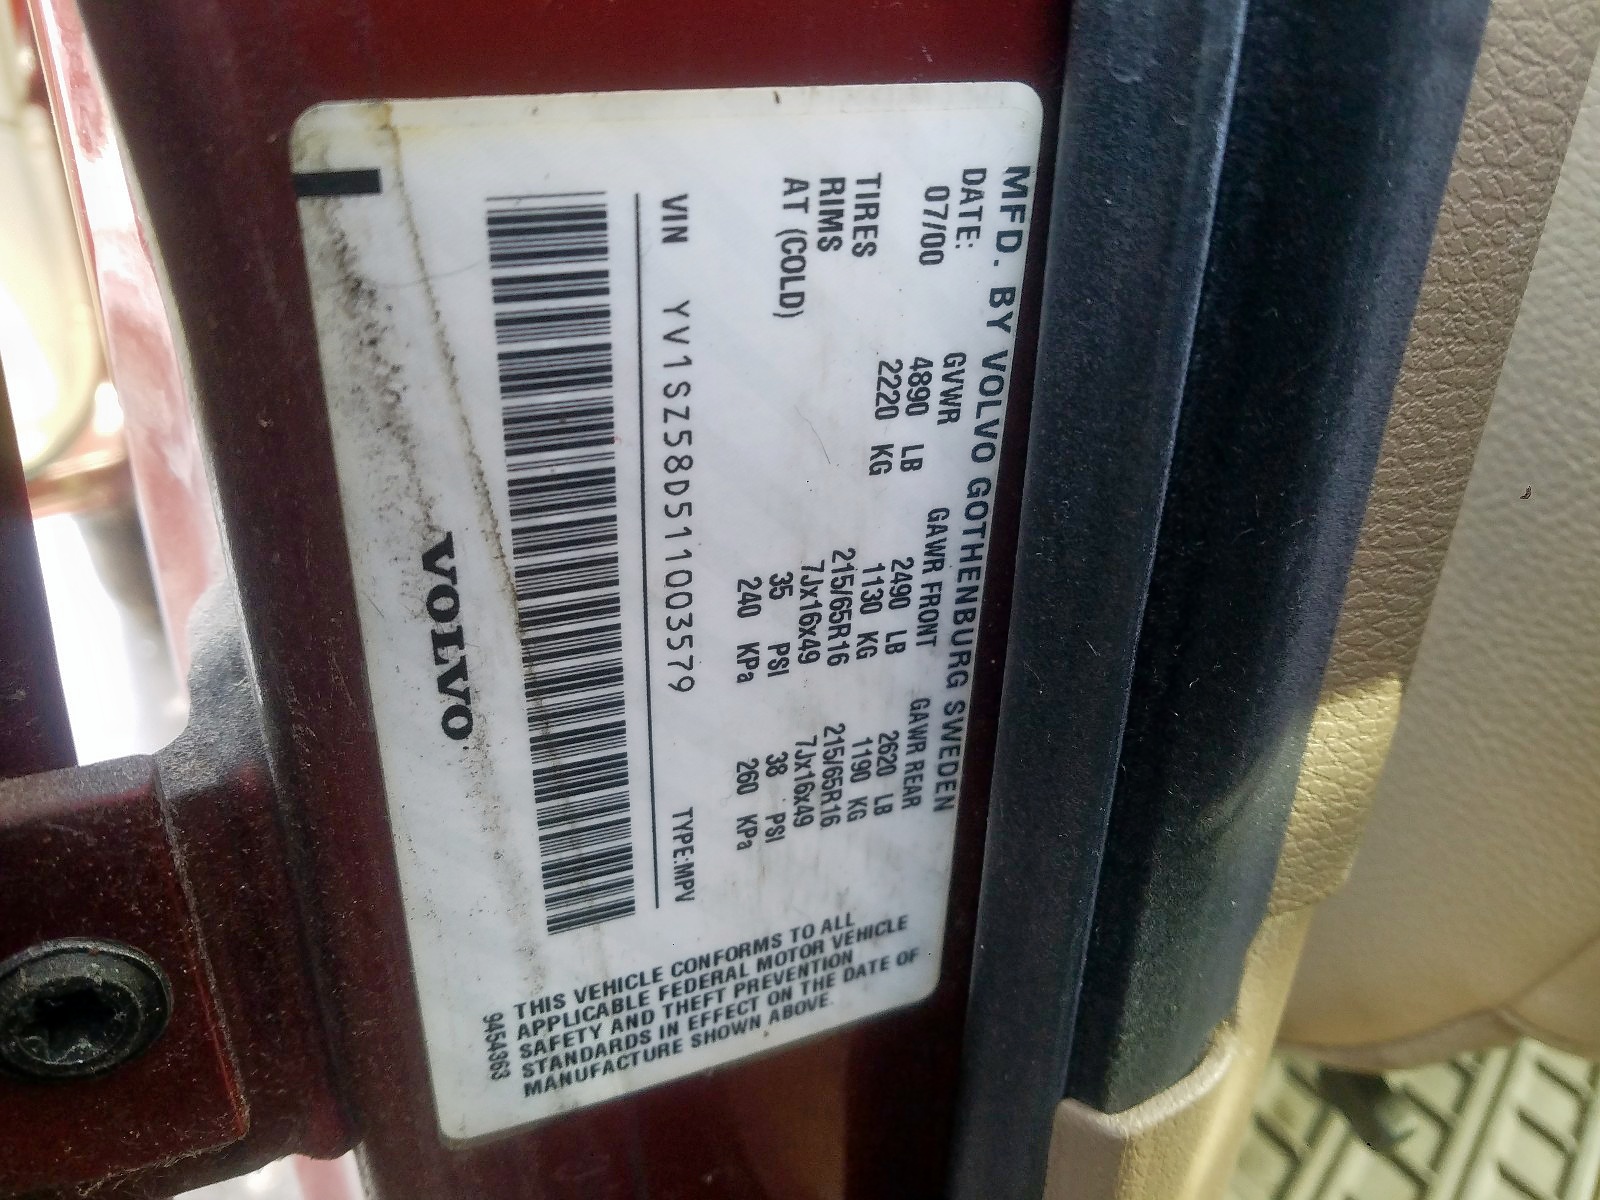 MFD. BY VOLVO GOTHENBURG SWEDEN
DATE: GVWR GAWR FRONT GAWR REAR
07/00 4890 LB 2490 LB 2620 LB
2220 KG 1130 KG 1190 KG
TIRES 215/65R16 215/65R16
RIMS 7Jx16x49 7Jx16x49
AT (COLD) 35 PSI 38 PSI
240 KPa 260 KPa
VIN YV1SZ58D511003579 TYPE:MPV
THIS VEHICLE CONFORMS TO ALL
APPLICABLE FEDERAL MOTOR VEHICLE
SAFETY AND THEFT PREVENTION
STANDARDS IN EFFECT ON THE DATE OF
MANUFACTURE SHOWN ABOVE.
VOLVO
9454363